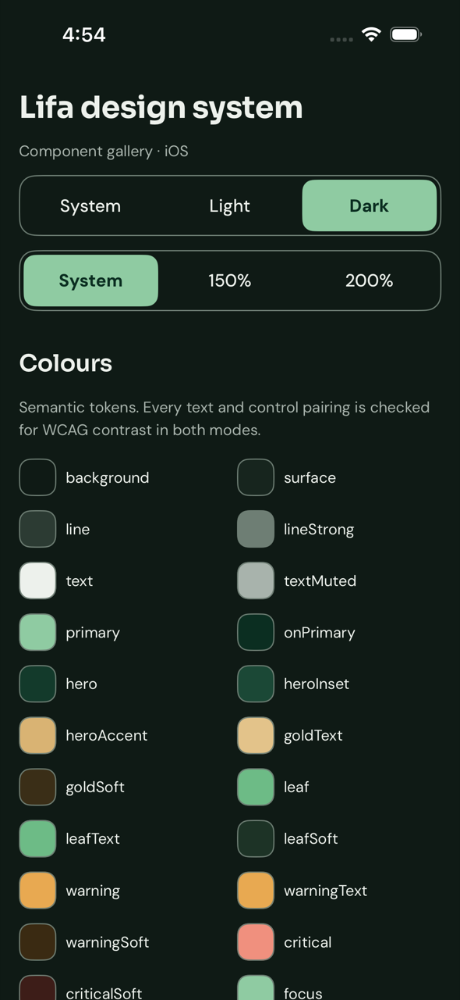 4:54
Lifa design system
Component gallery · iOS
System Light Dark
System 150% 200%
Colours
Semantic tokens. Every text and control pairing is checked
for WCAG contrast in both modes.
background surface
line lineStrong
text textMuted
primary onPrimary
hero heroInset
heroAccent goldText
goldSoft leaf
leafText leafSoft
warning warningText
warningSoft critical
criticalSoft focus